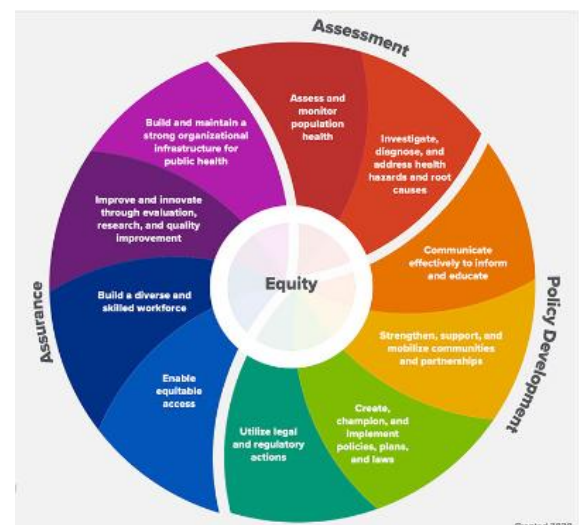 Assessment
Assess and
monitor
population
health
Investigate,
diagnose, and
address health
hazards and root
causes
Communicate
effectively to inform
and educate
Strengthen, support, and
mobilize communities
and partnerships
Create,
champion, and
implement
policies, plans,
and laws
Utilize legal
and regulatory
actions
Enable
equitable
access
Build a diverse and
skilled workforce
Improve and innovate
through evaluation,
research, and quality
improvement
Build and maintain a
strong organizational
infrastructure for
public health
Equity
Policy Development
Assurance